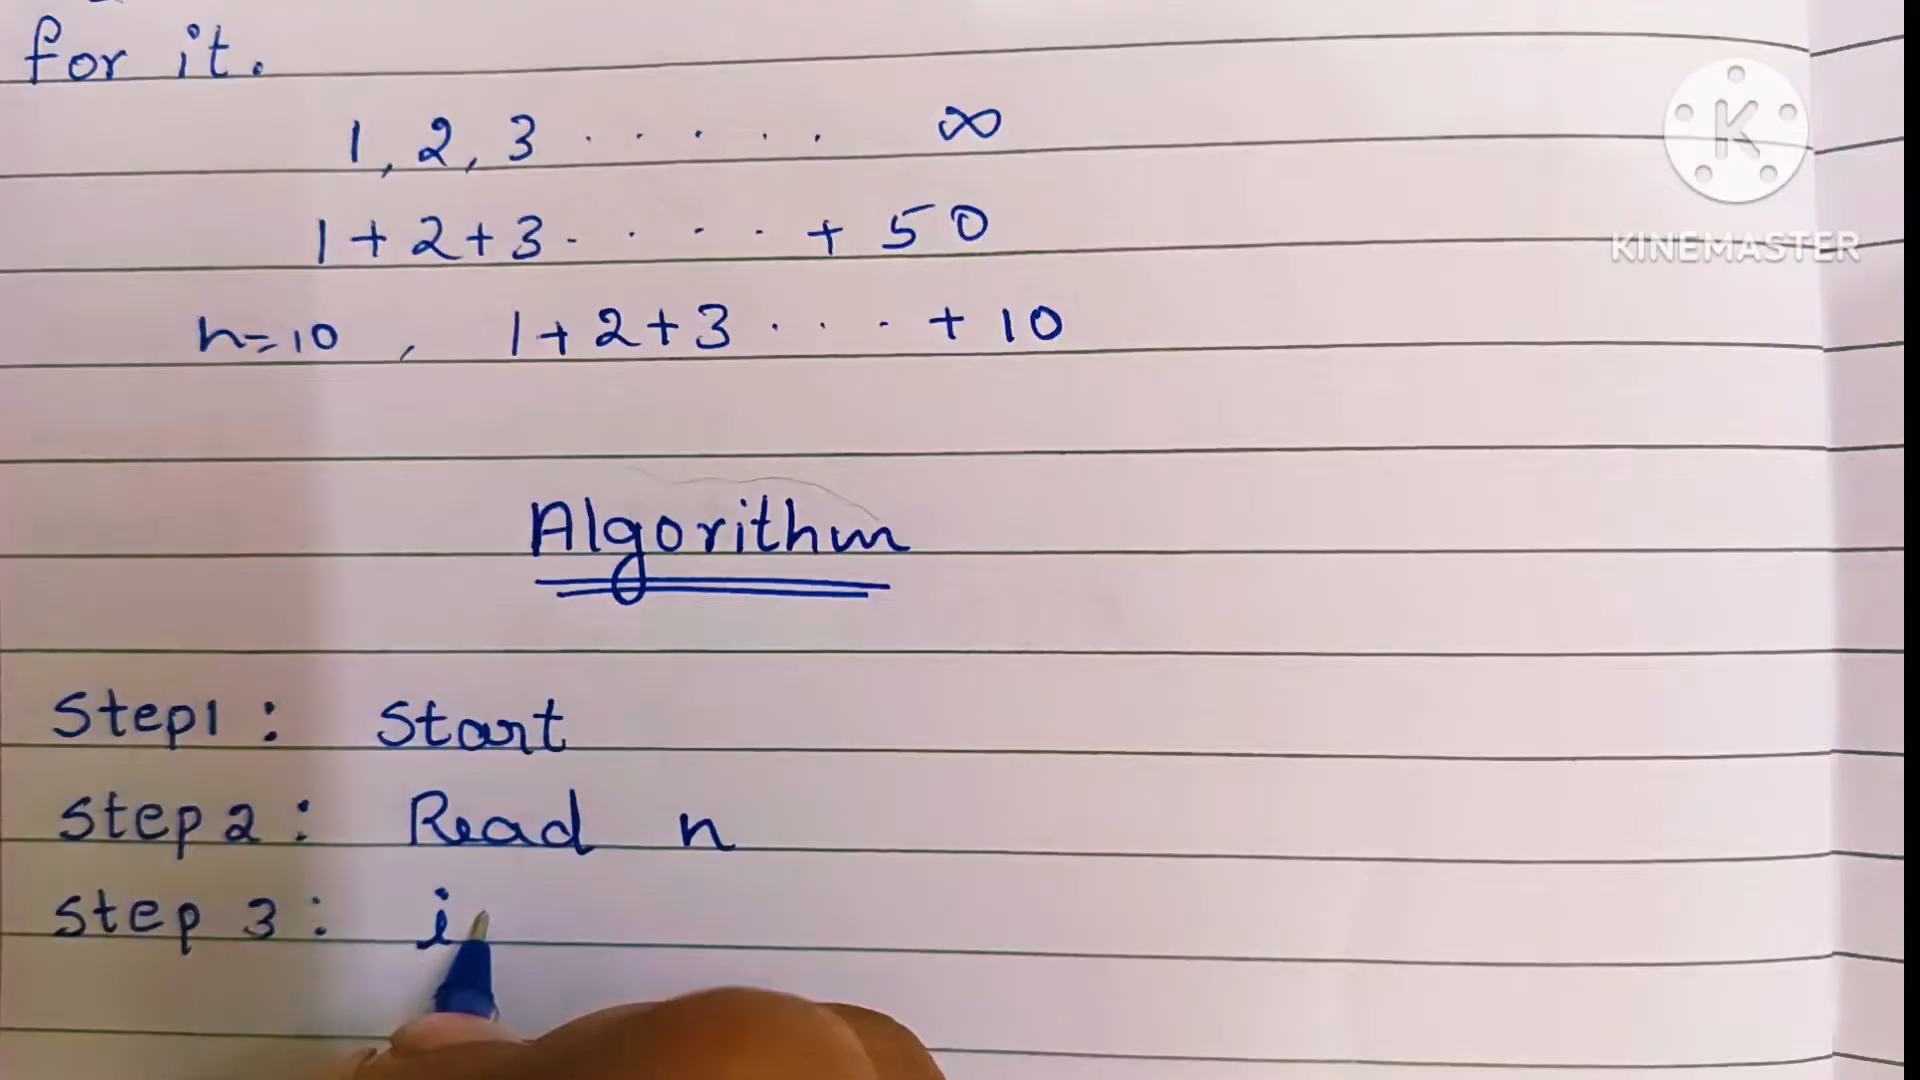 for it.
1, 2, 3 . . . . . ∞
1 + 2 + 3 . . . . . + 50
n=10 , 1 + 2 + 3 . . . + 10
Algorithm
Step1 : Start
Step 2 : Read n
Step 3 : i
K
KINEMASTER